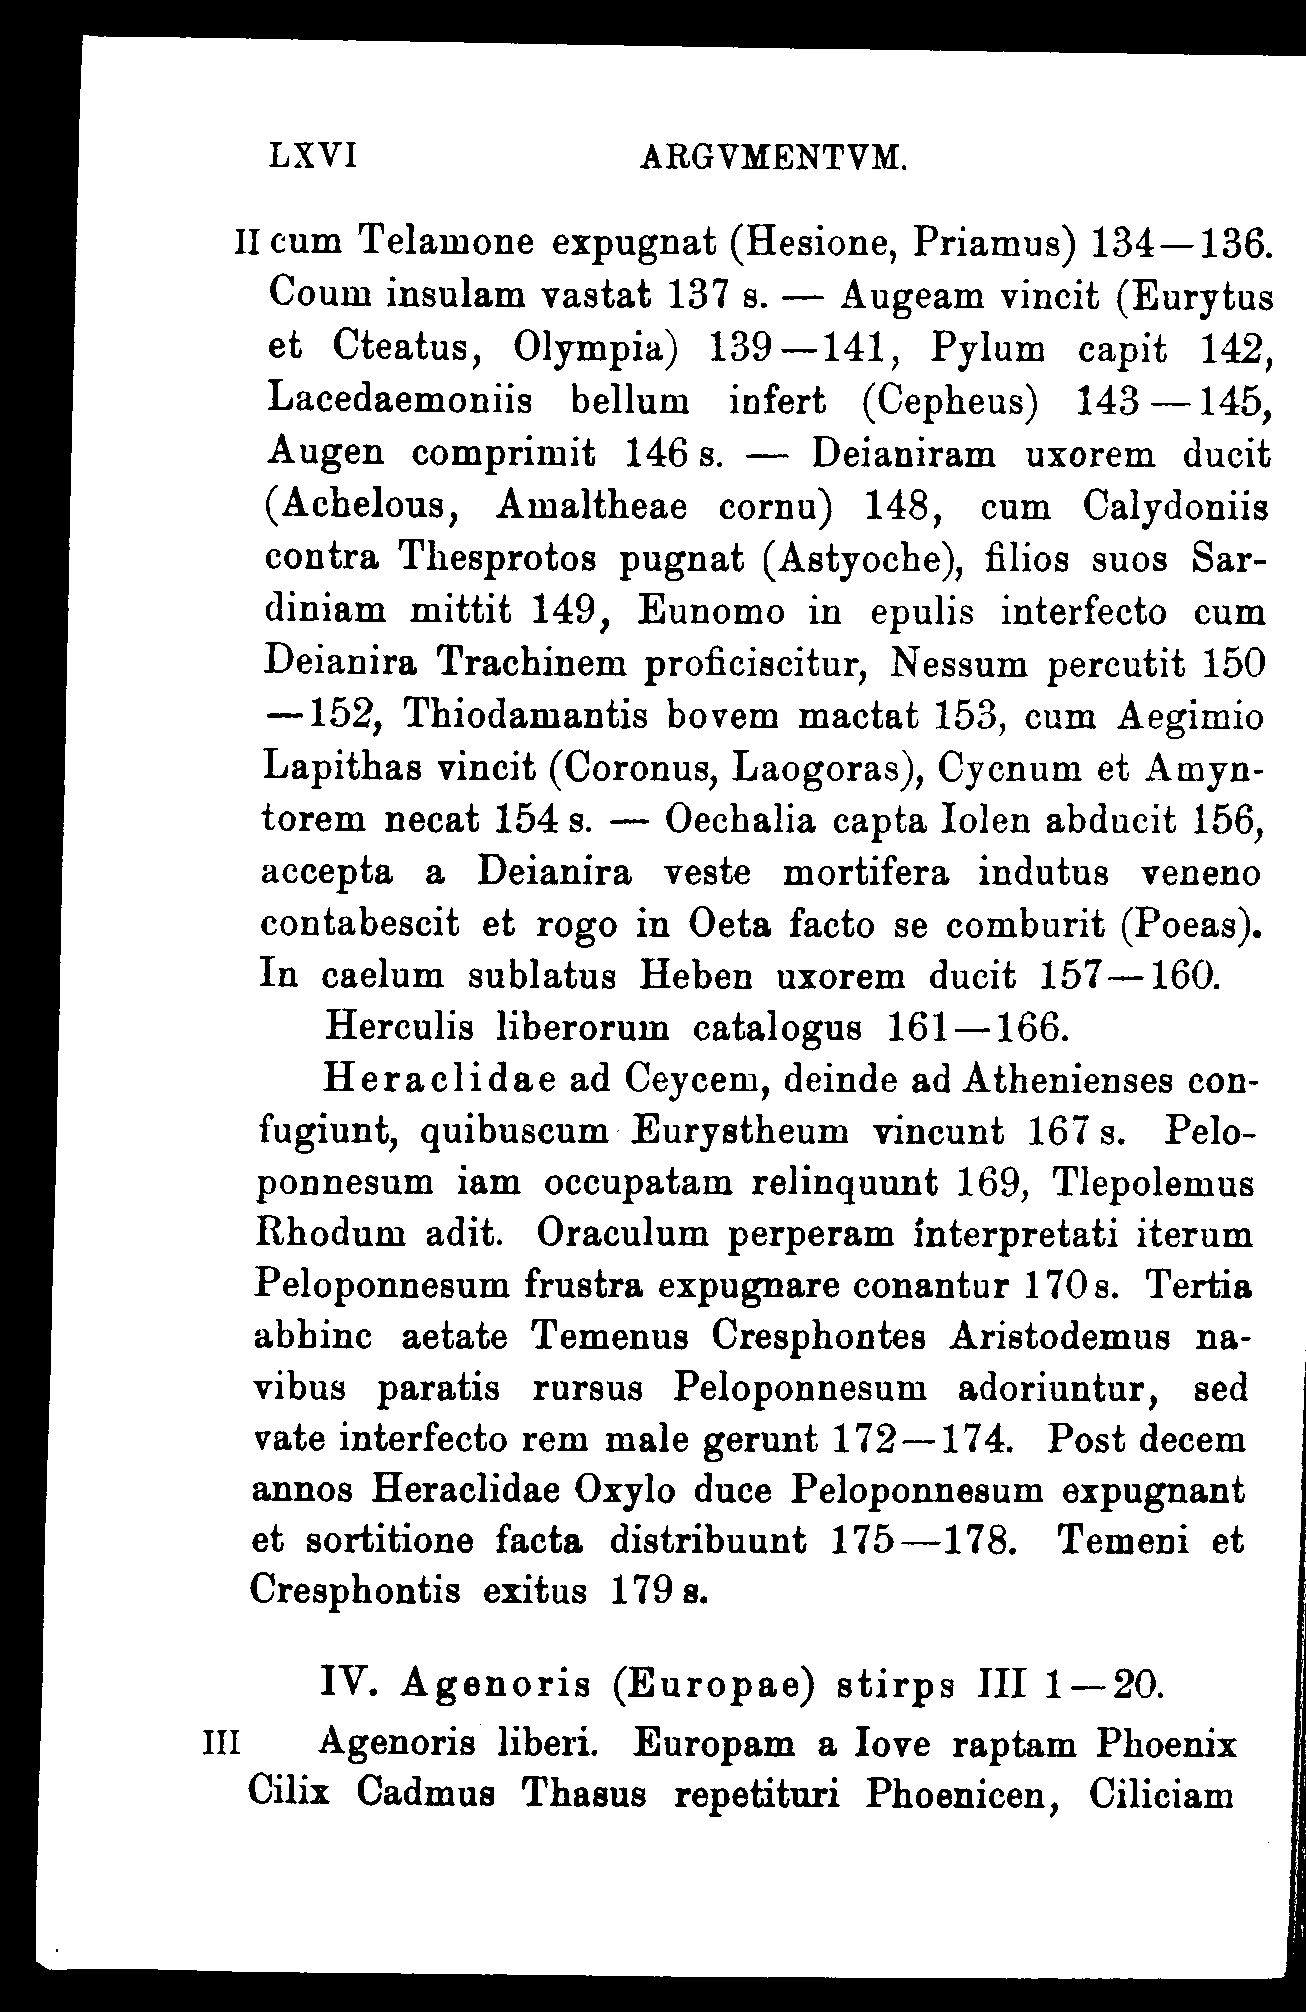 LXVI ARGVMENTVM.
II cum Telamone expugnat (Hesione, Priamus) 134—136.
Coum insulam vastat 137 s. — Augeam vincit (Eurytus
et Cteatus, Olympia) 139—141, Pylum capit 142,
Lacedaemoniis bellum infert (Cepheus) 143—145,
Augen comprimit 146 s. — Deianiram uxorem ducit
(Achelous, Amaltheae cornu) 148, cum Calydoniis
contra Thesprotos pugnat (Astyoche), filios suos Sar-
diniam mittit 149, Eunomo in epulis interfecto cum
Deianira Trachinem proficiscitur, Nessum percutit 150
—152, Thiodamantis bovem mactat 153, cum Aegimio
Lapithas vincit (Coronus, Laogoras), Cycnum et Amyn-
torem necat 154 s. — Oechalia capta Iolen abducit 156,
accepta a Deianira veste mortifera indutus veneno
contabescit et rogo in Oeta facto se comburit (Poeas).
In caelum sublatus Heben uxorem ducit 157—160.
Herculis liberorum catalogus 161—166.
Heraclidae ad Ceycem, deinde ad Athenienses con-
fugiunt, quibuscum Eurystheum vincunt 167 s. Pelo-
ponnesum iam occupatam relinquunt 169, Tlepolemus
Rhodum adit. Oraculum perperam interpretati iterum
Peloponnesum frustra expugnare conantur 170 s. Tertia
abhinc aetate Temenus Cresphontes Aristodemus na-
vibus paratis rursus Peloponnesum adoriuntur, sed
vate interfecto rem male gerunt 172—174. Post decem
annos Heraclidae Oxylo duce Peloponnesum expugnant
et sortitione facta distribuunt 175—178. Temeni et
Cresphontis exitus 179 s.
IV. Agenoris (Europae) stirps III 1—20.
III Agenoris liberi. Europam a Iove raptam Phoenix
Cilix Cadmus Thasus repetituri Phoenicen, Ciliciam